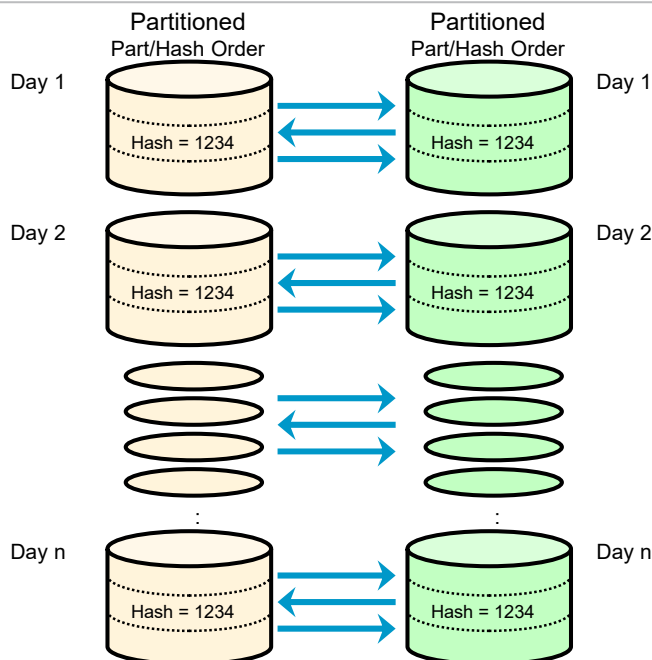 Partitioned Partitioned
Part/Hash Order Part/Hash Order
Day 1 Day 1
Hash = 1234 Hash = 1234
Day 2 Day 2
Hash = 1234 Hash = 1234
: :
Day n Day n
Hash = 1234 Hash = 1234